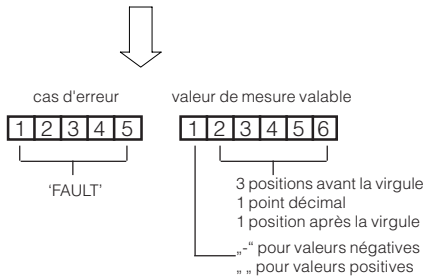 cas d'erreur
valeur de mesure valable
1 2 3 4 5
1 2 3 4 5 6
'FAULT'
3 positions avant la virgule
1 point décimal
1 position après la virgule
„-“ pour valeurs négatives
„ „ pour valeurs positives